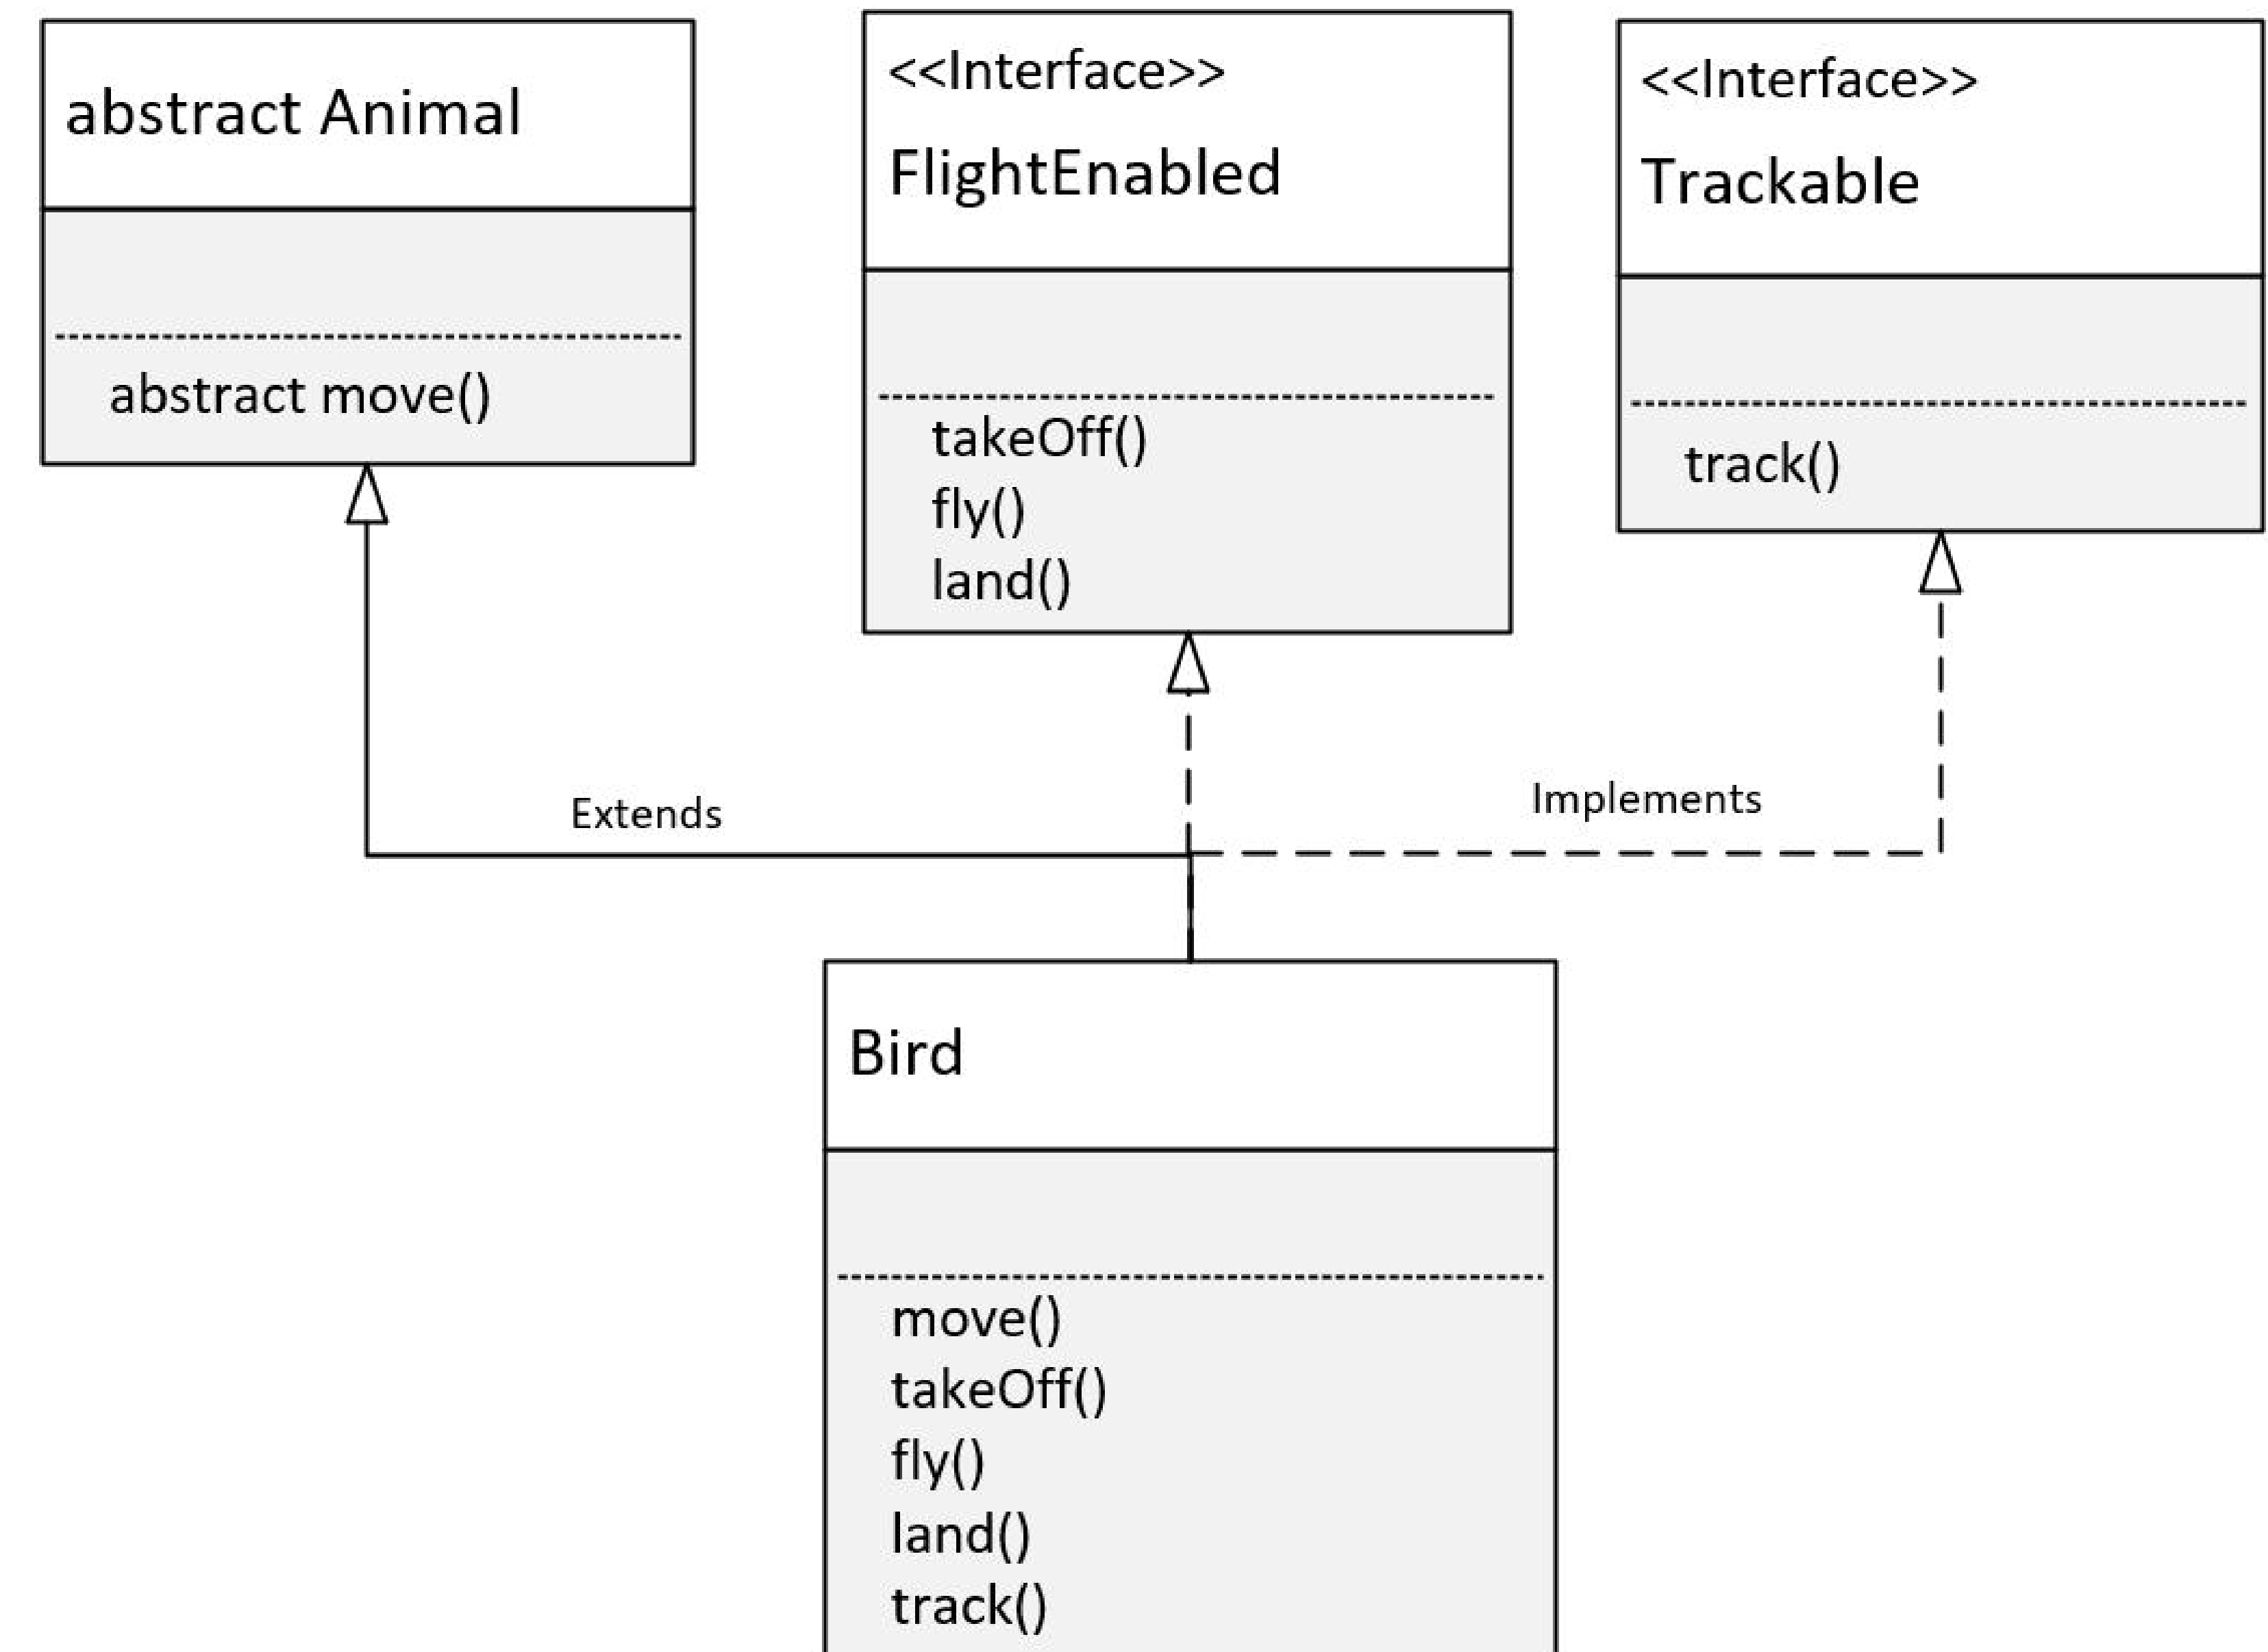 abstract Animal
abstract move()
<<Interface>>
FlightEnabled
takeOff()
fly()
land()
<<Interface>>
Trackable
track()
Extends
Implements
Bird
move()
takeOff()
fly()
land()
track()